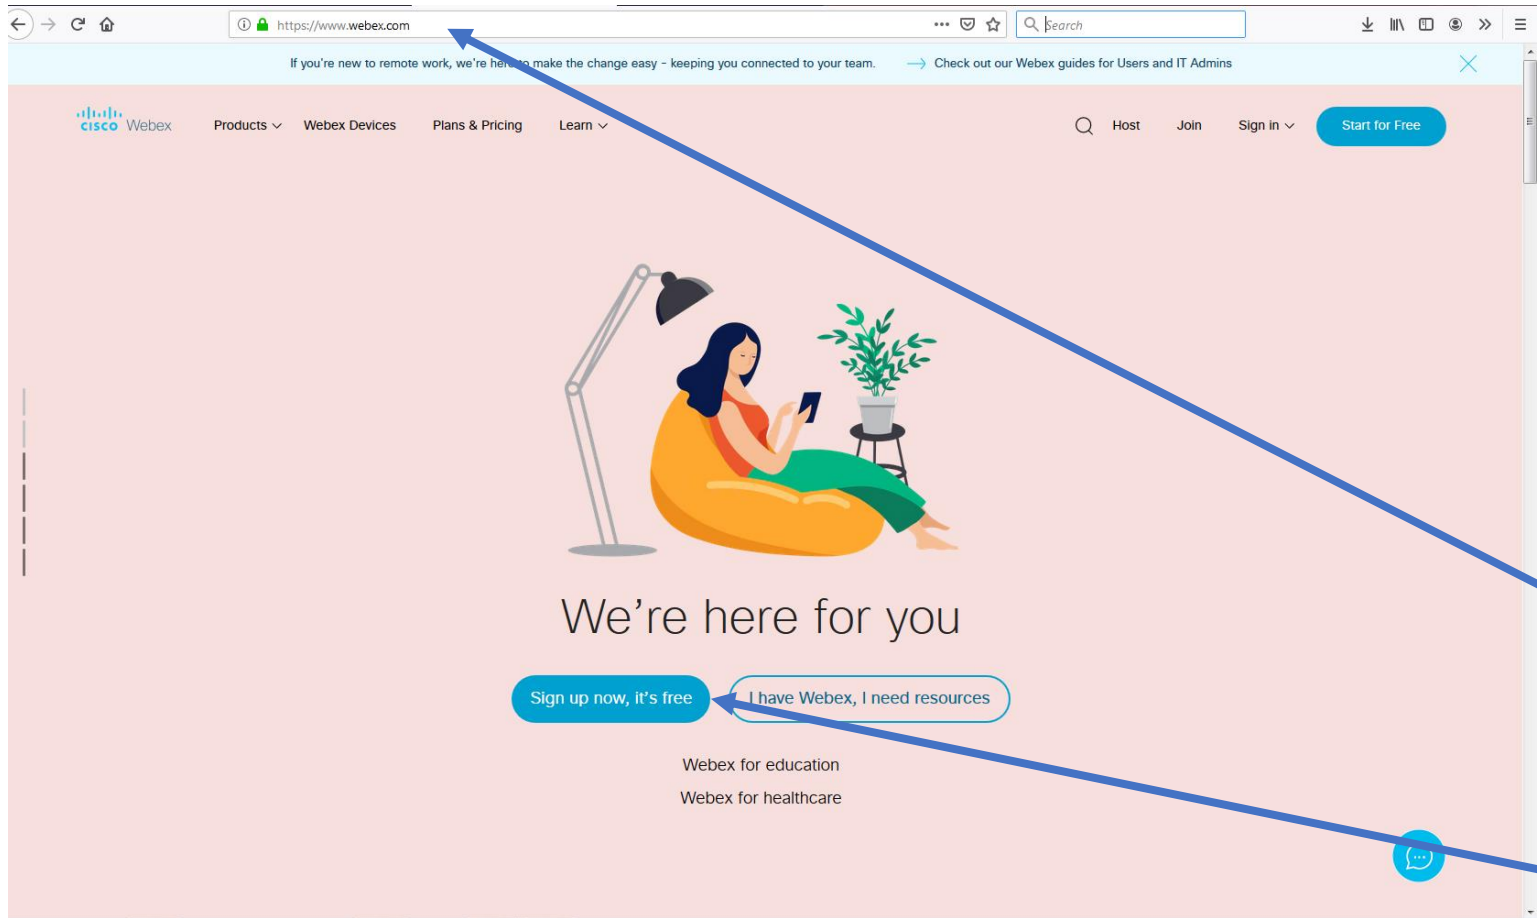 https://www.webex.com
Search
If you're new to remote work, we're here to make the change easy - keeping you connected to your team. Check out our Webex guides for Users and IT Admins
cisco Webex Products Webex Devices Plans & Pricing Learn Host Join Sign in Start for Free
We're here for you
Sign up now, it's free I have Webex, I need resources
Webex for education
Webex for healthcare